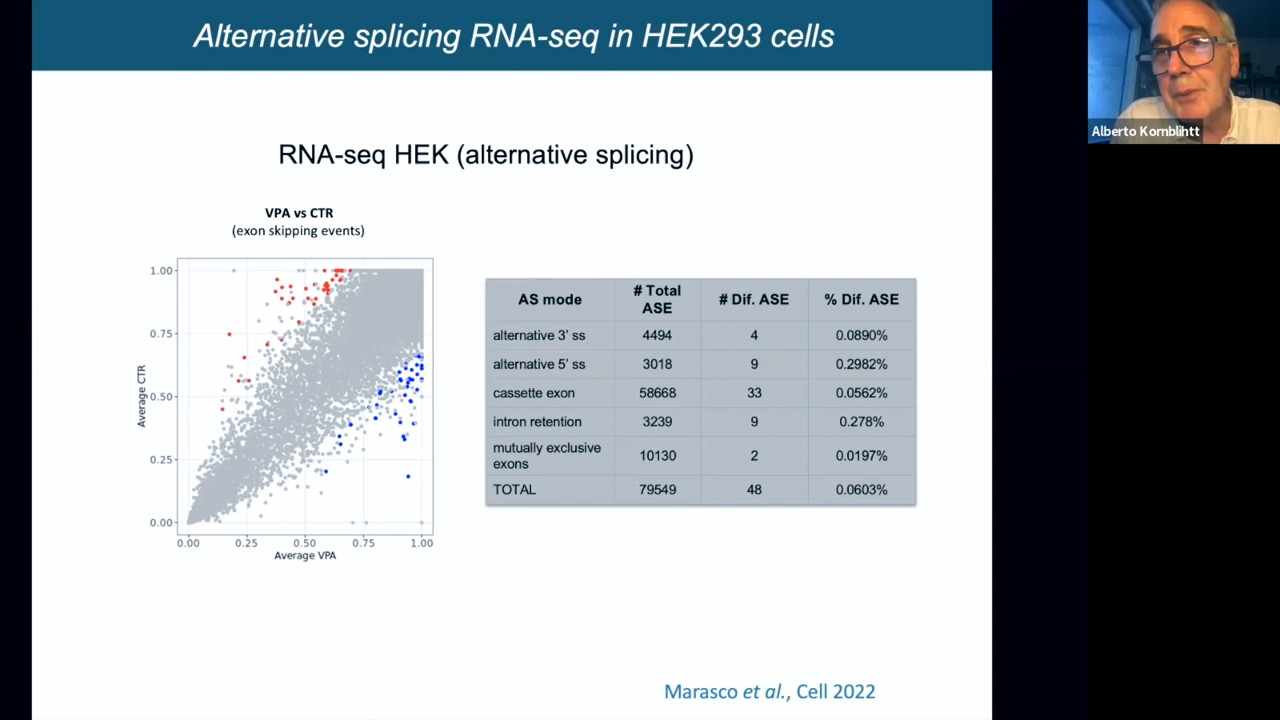 Alternative splicing RNA-seq in HEK293 cells
Alberto Kornblihtt
RNA-seq HEK (alternative splicing)
VPA vs CTR
(exon skipping events)
1.00
0.75
0.50
0.25
0.00
Average CTR
0.00 0.25 0.50 0.75 1.00
Average VPA
AS mode # Total ASE # Dif. ASE % Dif. ASE
alternative 3' ss 4494 4 0.0890%
alternative 5' ss 3018 9 0.2982%
cassette exon 58668 33 0.0562%
intron retention 3239 9 0.278%
mutually exclusive exons 10130 2 0.0197%
TOTAL 79549 48 0.0603%
Marasco et al., Cell 2022